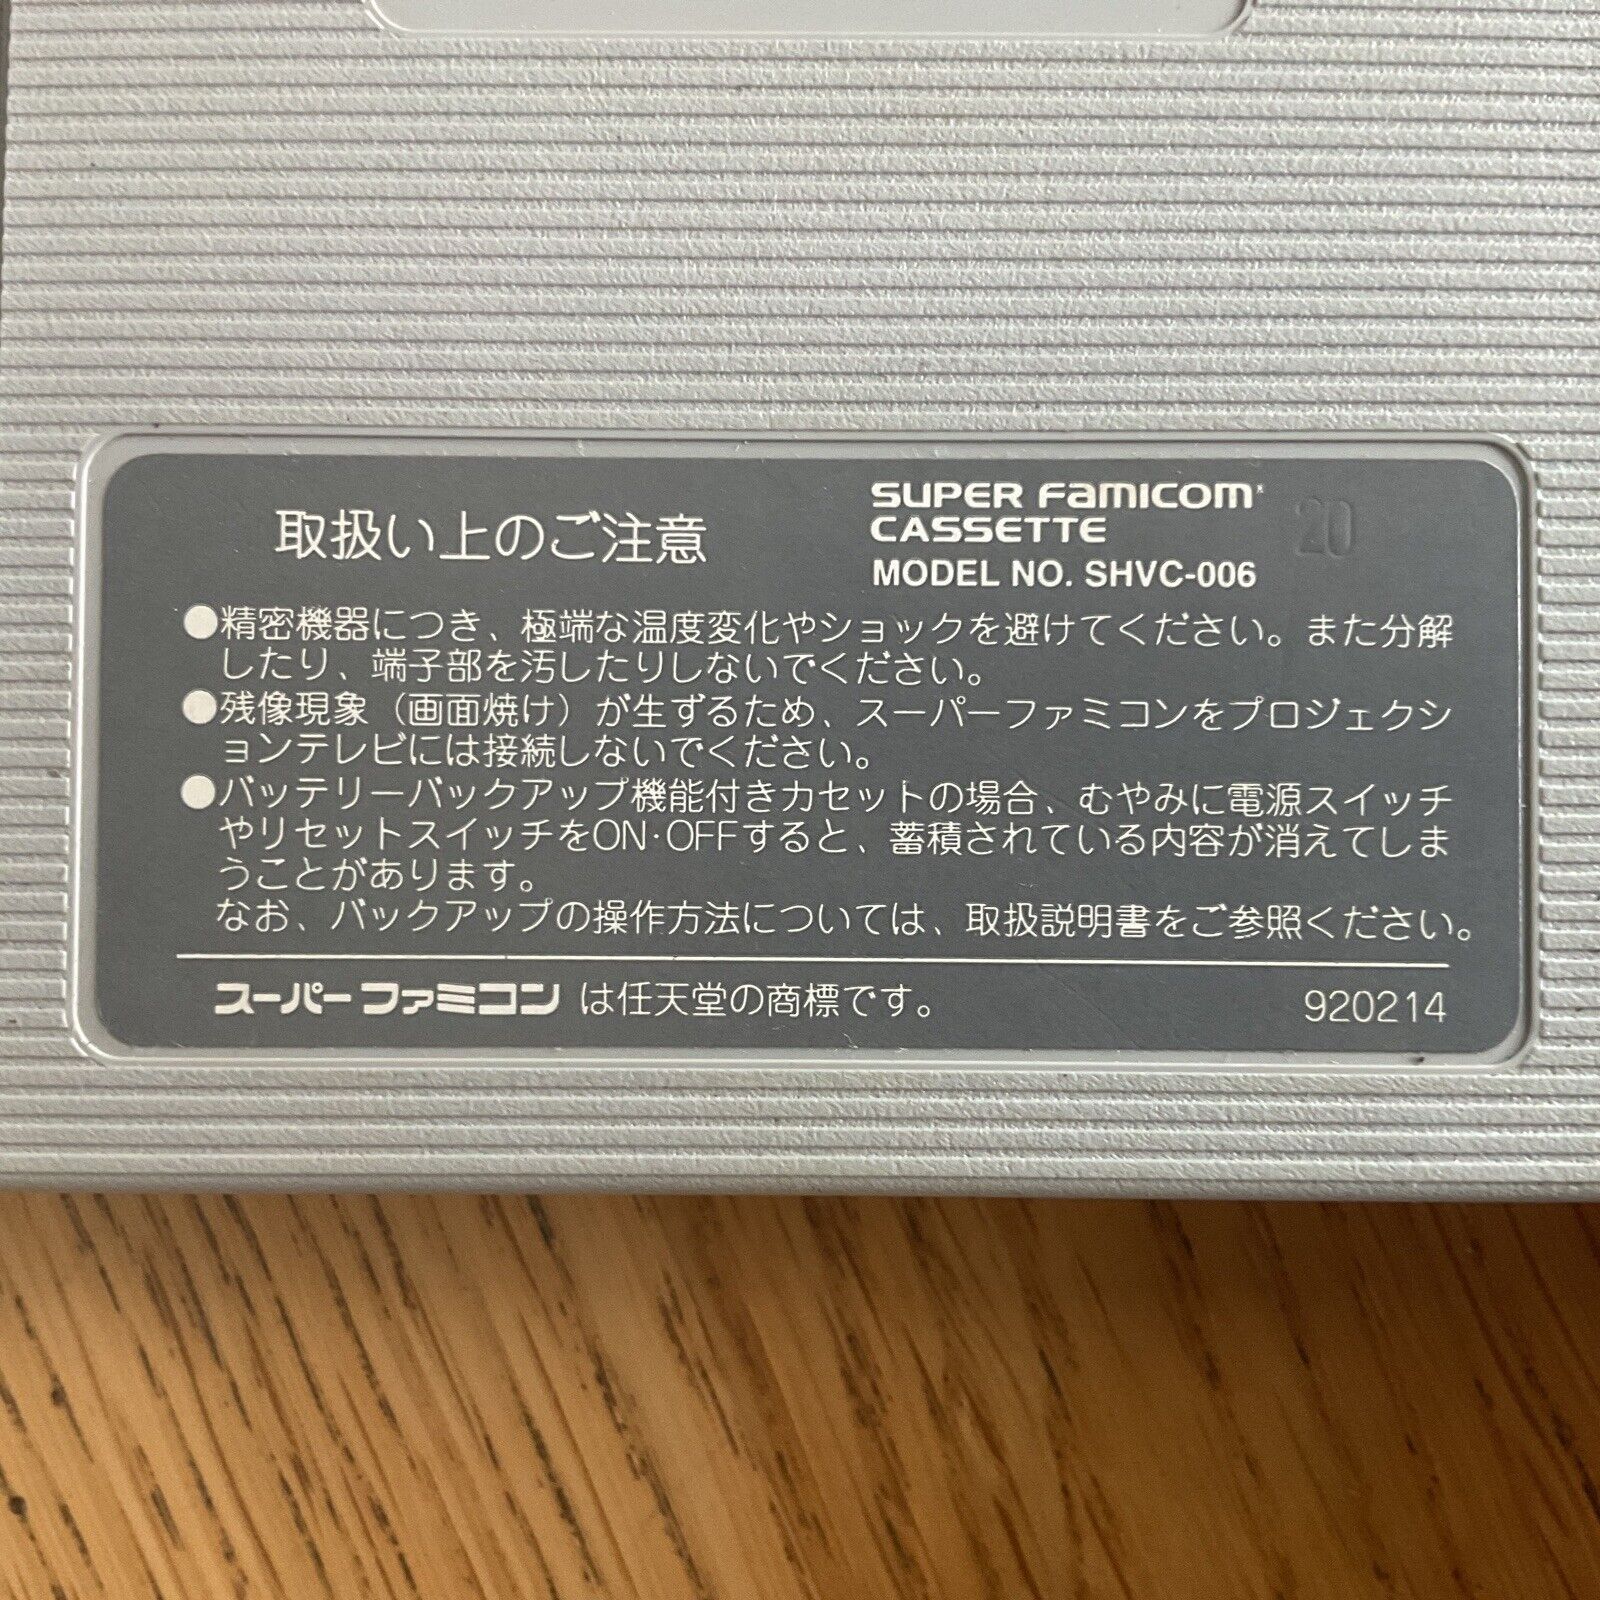 取扱い上のご注意
SUPER FAMICOM
CASSETTE
MODEL NO. SHVC-006
20
●精密機器につき、極端な温度変化やショックを避けてください。また分解
したり、端子部を汚したりしないでください。
●残像現象（画面焼け）が生ずるため、スーパーファミコンをプロジェクシ
ョンテレビには接続しないでください。
●バッテリーバックアップ機能付きカセットの場合、むやみに電源スイッチ
やリセットスイッチをON・OFFすると、蓄積されている内容が消えてしま
うことがあります。
なお、バックアップの操作方法については、取扱説明書をご参照ください。
スーパーファミコン は任天堂の商標です。
920214